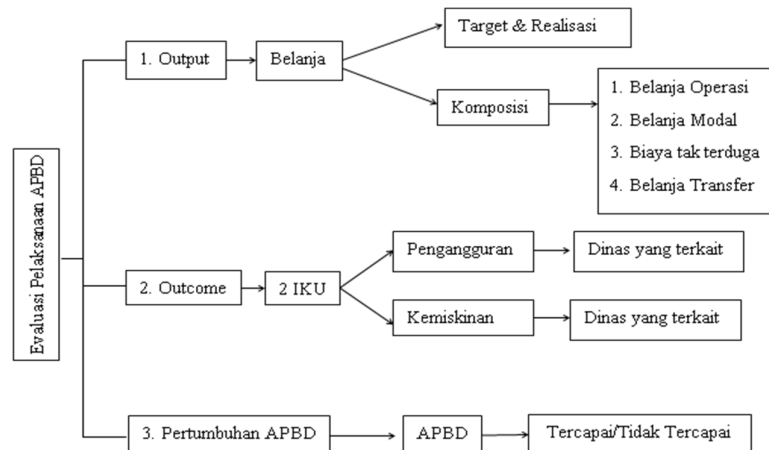 Evaluasi Pelaksanaan APBD
1. Output
Belanja
Target & Realisasi
Komposisi
1. Belanja Operasi
2. Belanja Modal
3. Biaya tak terduga
4. Belanja Transfer
2. Outcome
2 IKU
Pengangguran
Dinas yang terkait
Kemiskinan
Dinas yang terkait
3. Pertumbuhan APBD
APBD
Tercapai/Tidak Tercapai